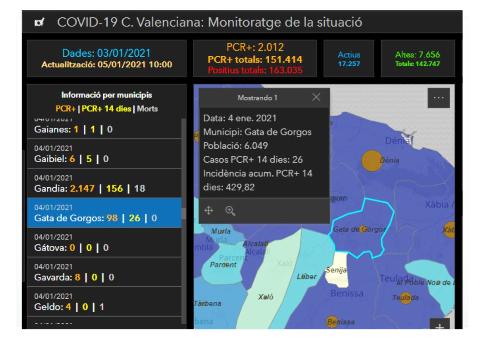 COVID-19 C. Valenciana: Monitoratge de la situació
Dades: 03/01/2021
Actualització: 05/01/2021 10:00
PCR+: 2.012
PCR+ totals: 151.414
Positius totals: 163.035
Actius
17.257
Altes: 7.656
Totals: 142.747
Informació per municipis
PCR+ | PCR+ 14 dies | Morts
04/01/2021
Gaianes: 1 | 1 | 0
04/01/2021
Gaibiel: 6 | 5 | 0
04/01/2021
Gandia: 2.147 | 156 | 18
04/01/2021
Gata de Gorgos: 98 | 26 | 0
04/01/2021
Gátova: 0 | 0 | 0
04/01/2021
Gavarda: 8 | 0 | 0
04/01/2021
Geldo: 4 | 0 | 1
Mostrando 1
Data: 4 ene. 2021
Municipi: Gata de Gorgos
Població: 6.049
Casos PCR+ 14 dies: 26
Incidència acum. PCR+ 14
dies: 429,82
Dénia
Dénia
Xàbia
Gata de Gorgos
Murla
Murla
Alcalalí
Alcalalí
Parcent
Parcent
Xaló
Llíber
Senija
Teulada
Xaló
Benissa
Teulada
Tàrbena
Benissa